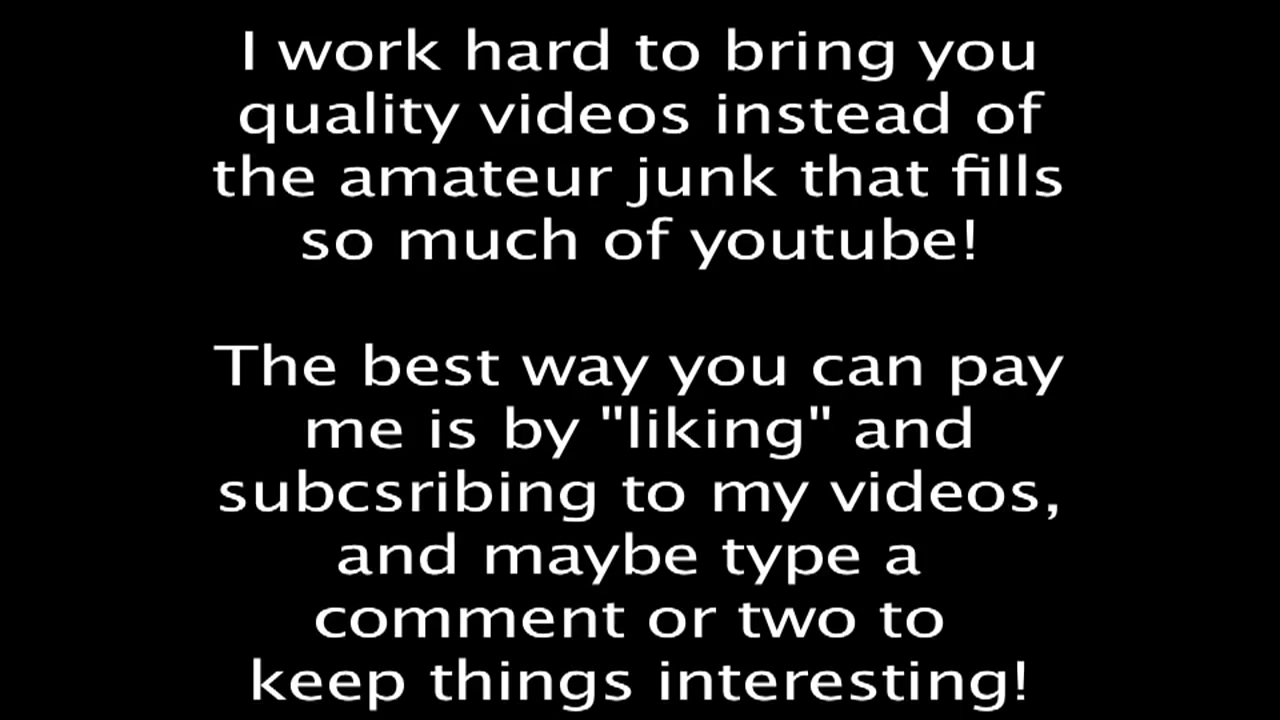 I work hard to bring you
quality videos instead of
the amateur junk that fills
so much of youtube!
The best way you can pay
me is by "liking" and
subcsribing to my videos,
and maybe type a
comment or two to
keep things interesting!